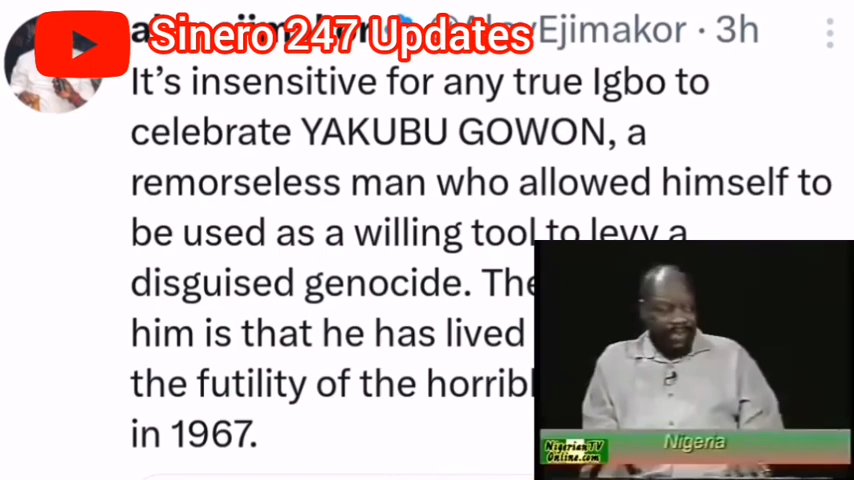 Sinero 247 Updates
Ejimakor · 3h
It's insensitive for any true Igbo to
celebrate YAKUBU GOWON, a
remorseless man who allowed himself to
be used as a willing tool to levy a
disguised genocide. The
him is that he has lived
the futility of the horribl
in 1967.
Nigeria
NigerianTV
Online.com